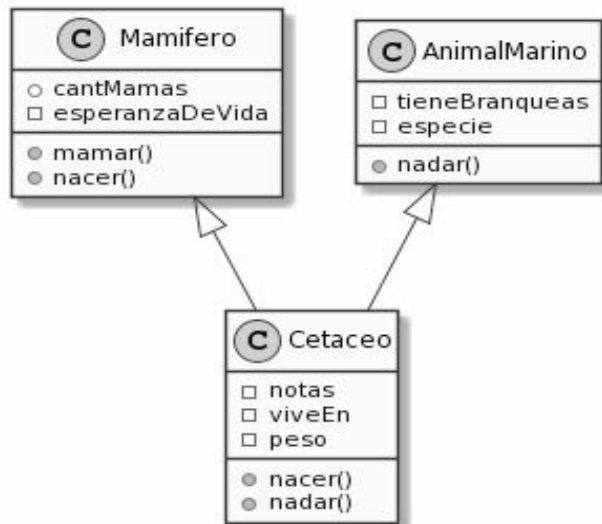 C Mamifero
cantMamas
esperanzaDeVida
mamar()
nacer()
C AnimalMarino
tieneBranqueas
especie
nadar()
C Cetaceo
notas
viveEn
peso
nacer()
nadar()